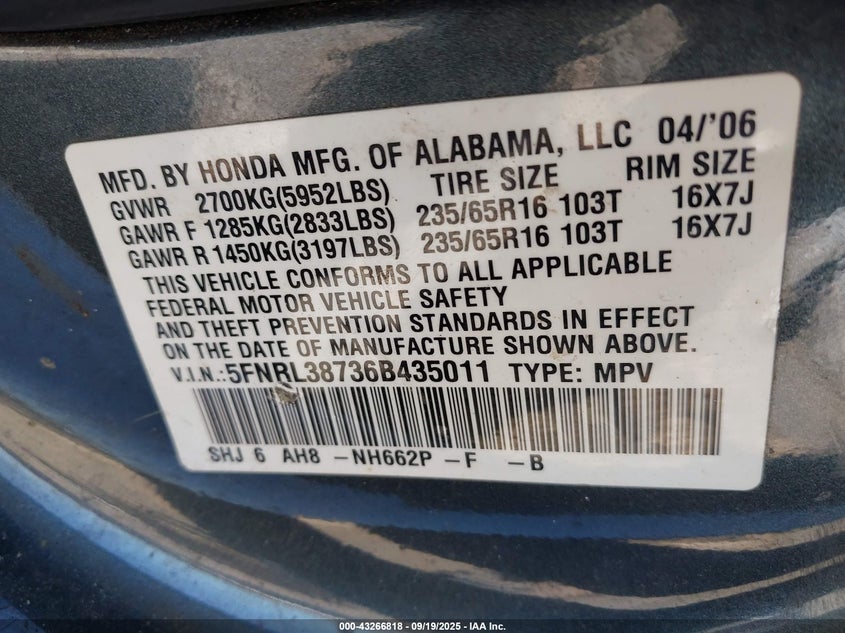 MFD. BY HONDA MFG. OF ALABAMA, LLC 04/'06
GVWR 2700KG(5952LBS) TIRE SIZE RIM SIZE
GAWR F 1285KG(2833LBS) 235/65R16 103T 16X7J
GAWR R 1450KG(3197LBS) 235/65R16 103T 16X7J
THIS VEHICLE CONFORMS TO ALL APPLICABLE
FEDERAL MOTOR VEHICLE SAFETY
AND THEFT PREVENTION STANDARDS IN EFFECT
ON THE DATE OF MANUFACTURE SHOWN ABOVE.
V.I.N.:5FNRL38736B435011 TYPE: MPV
SHJ 6 AH8 -NH662P -F -B
000-43266818 - 09/19/2025 - IAA Inc.